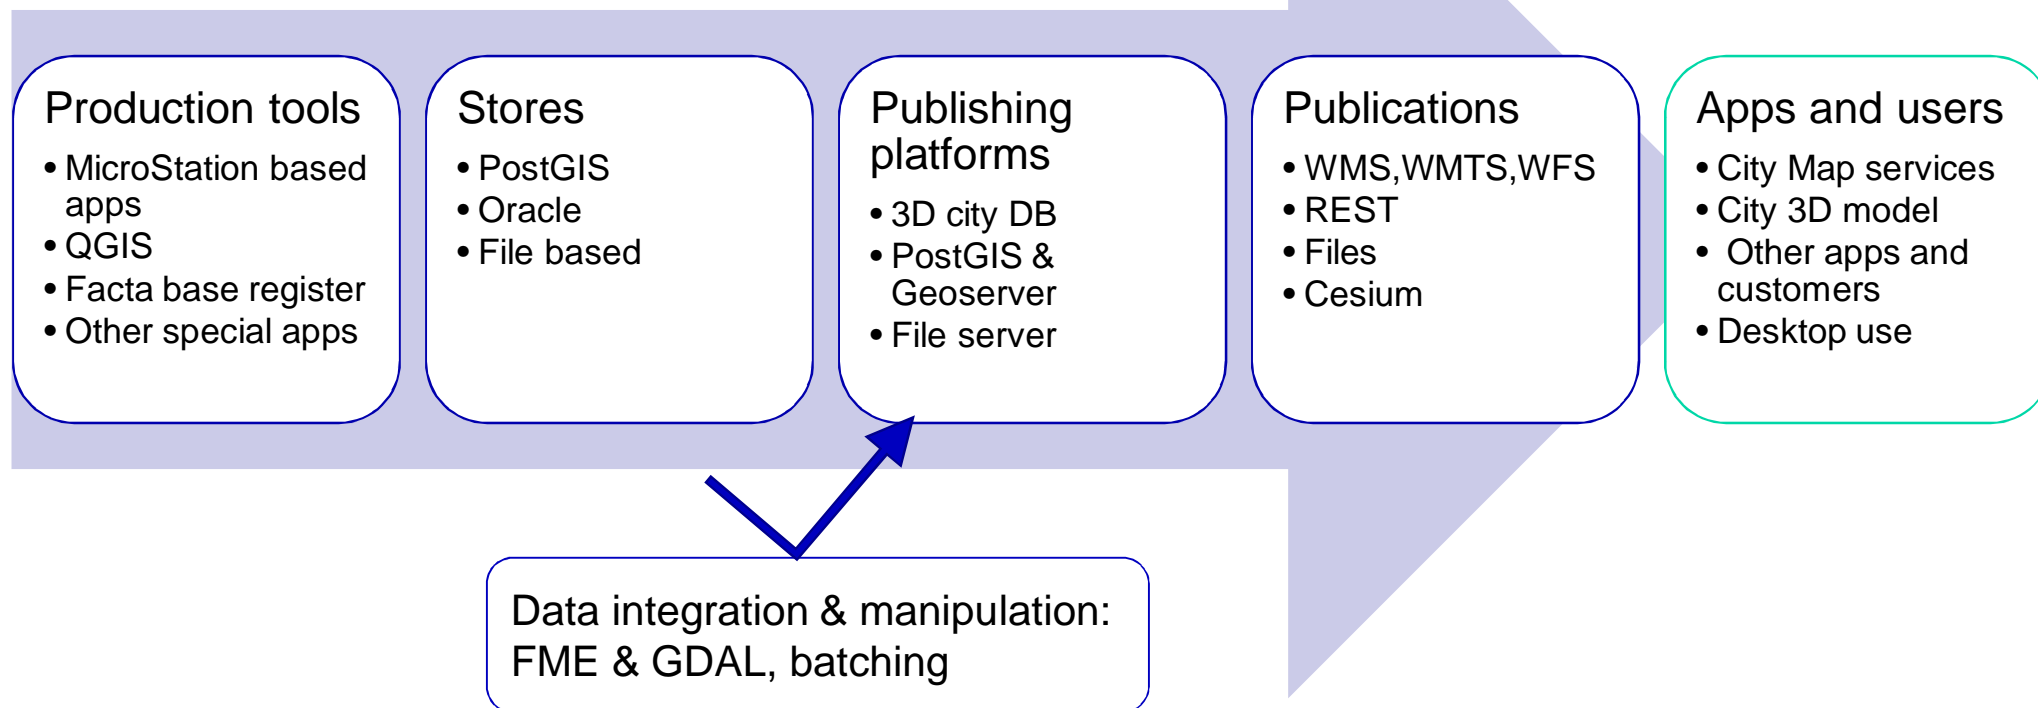 Production tools
• MicroStation based
apps
• QGIS
• Facta base register
• Other special apps
Stores
• PostGIS
• Oracle
• File based
Publishing
platforms
• 3D city DB
• PostGIS &
Geoserver
• File server
Publications
• WMS,WMTS,WFS
• REST
• Files
• Cesium
Apps and users
• City Map services
• City 3D model
• Other apps and
customers
• Desktop use
Data integration & manipulation:
FME & GDAL, batching